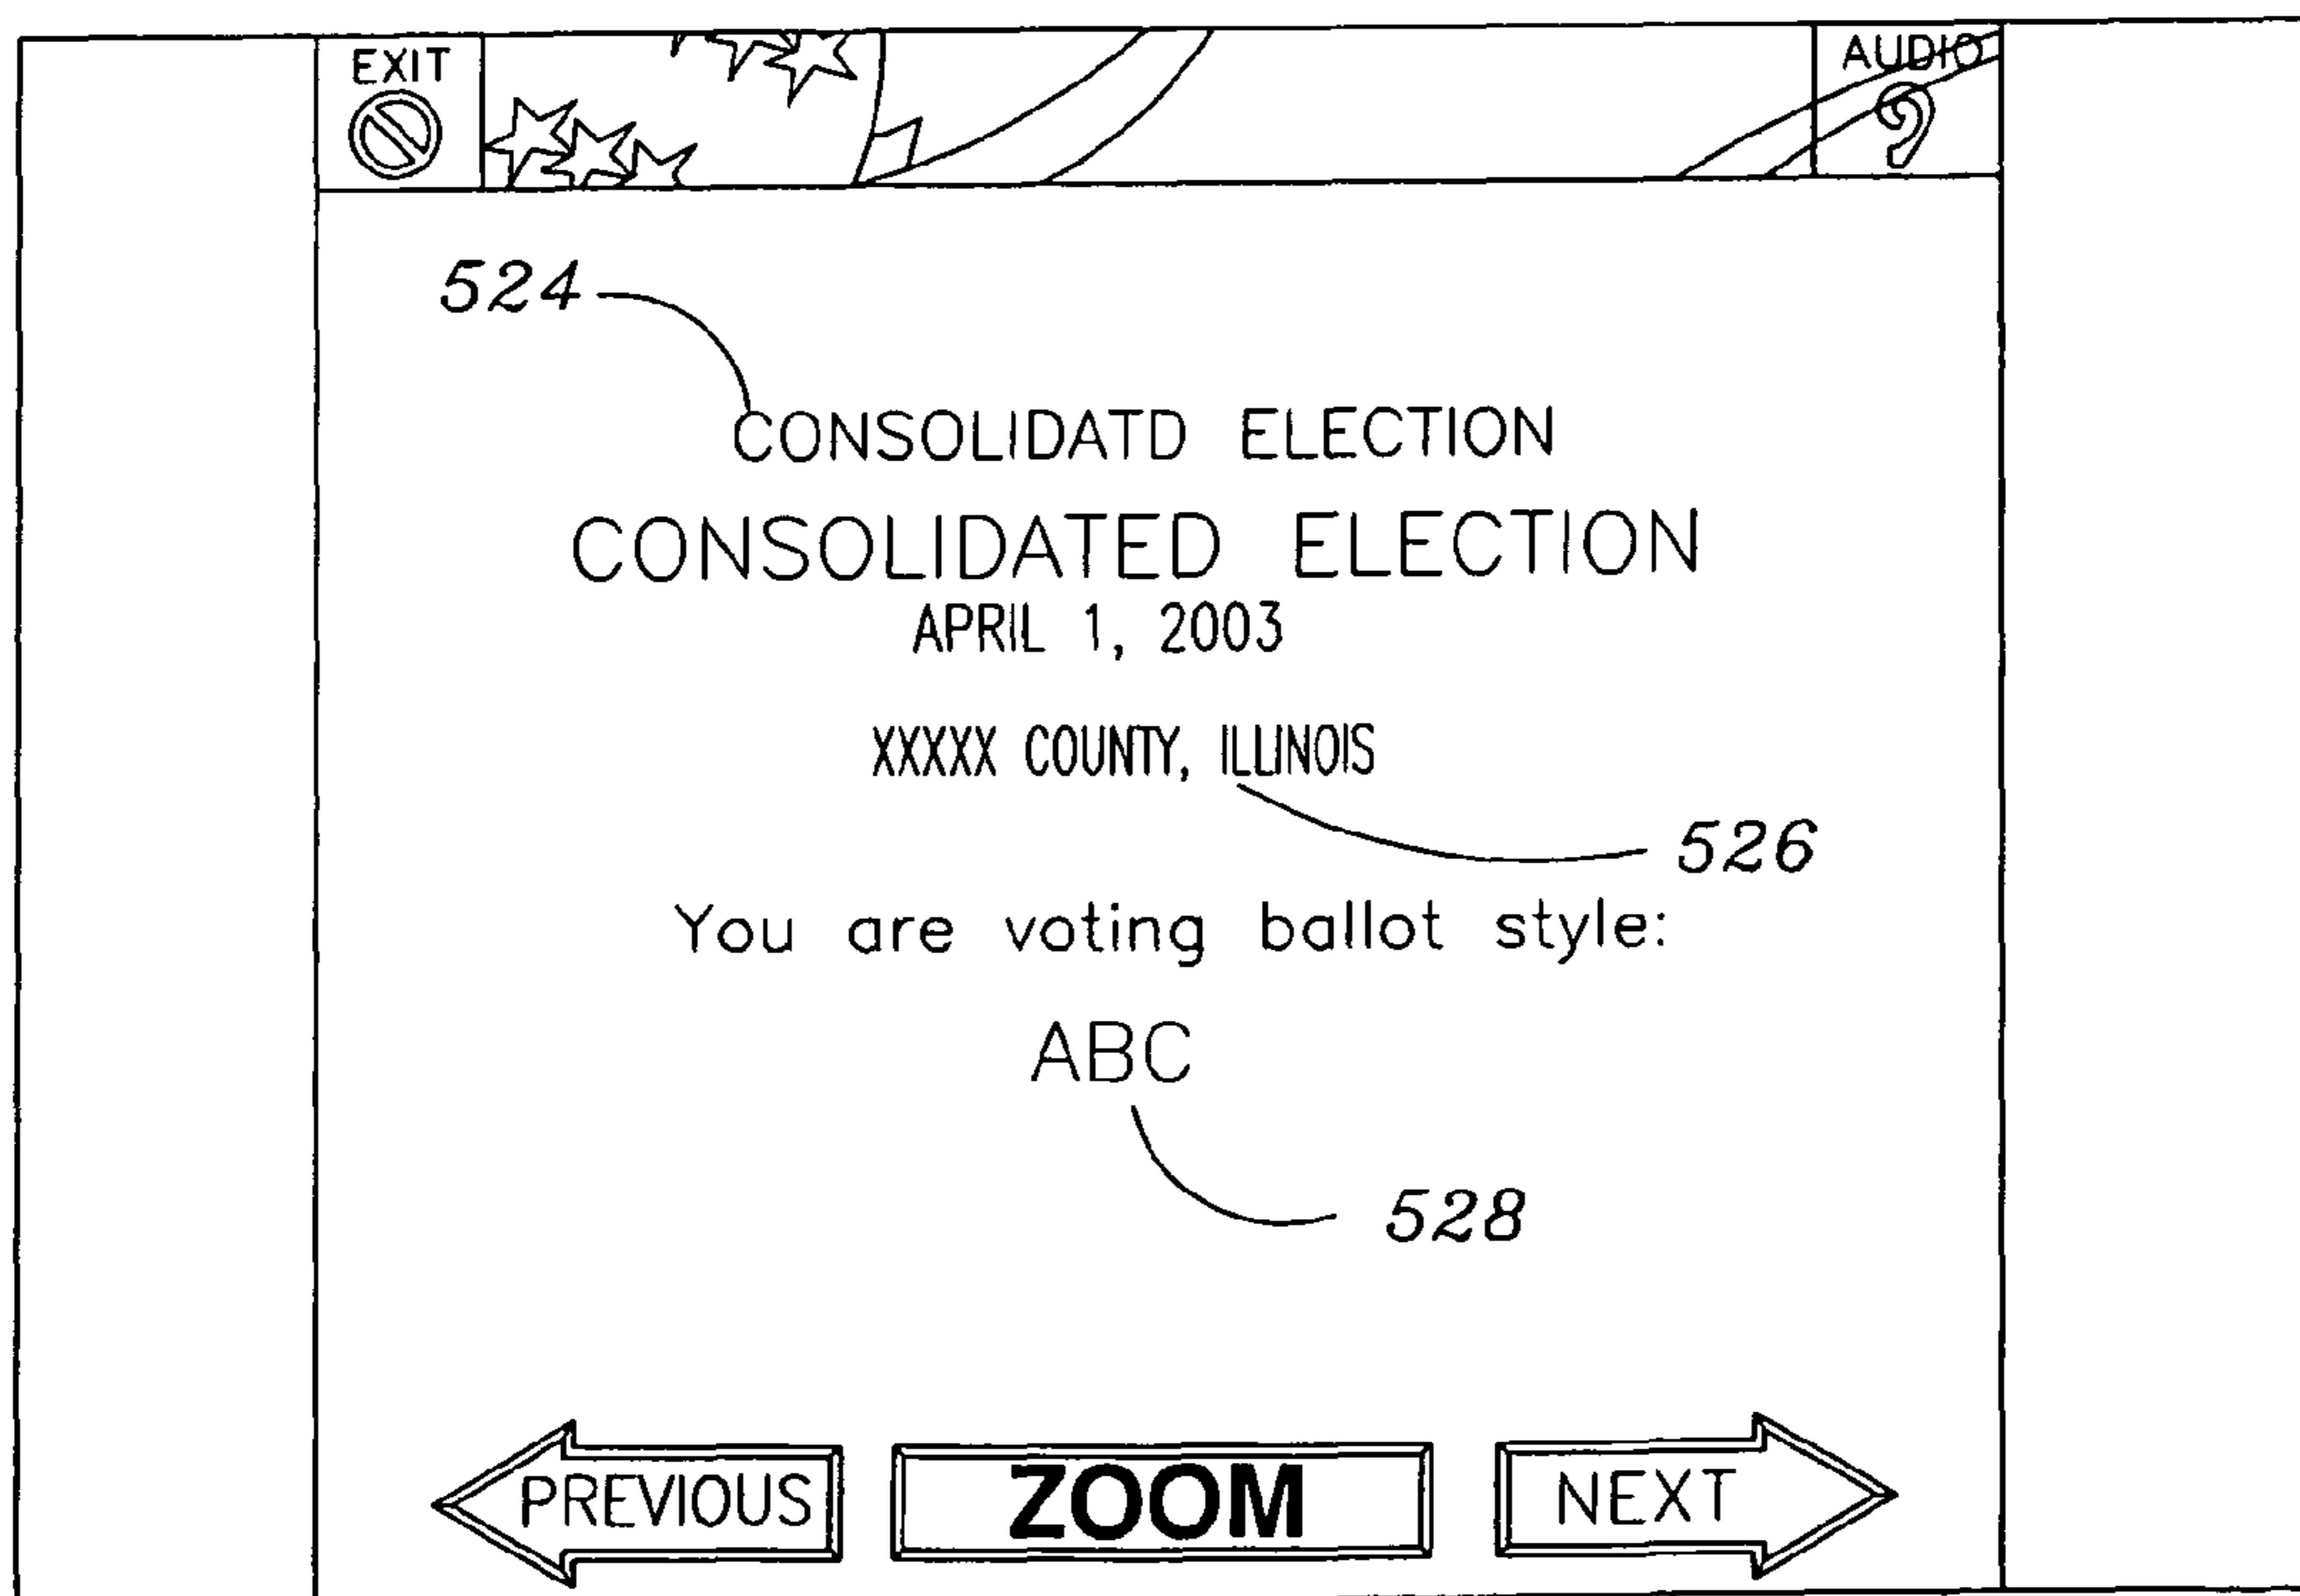 EXIT AUDIO
524
CONSOLIDATD ELECTION
CONSOLIDATED ELECTION
APRIL 1, 2003
XXXXX COUNTY, ILLINOIS
526
You are voting ballot style:
ABC
528
PREVIOUS ZOOM NEXT